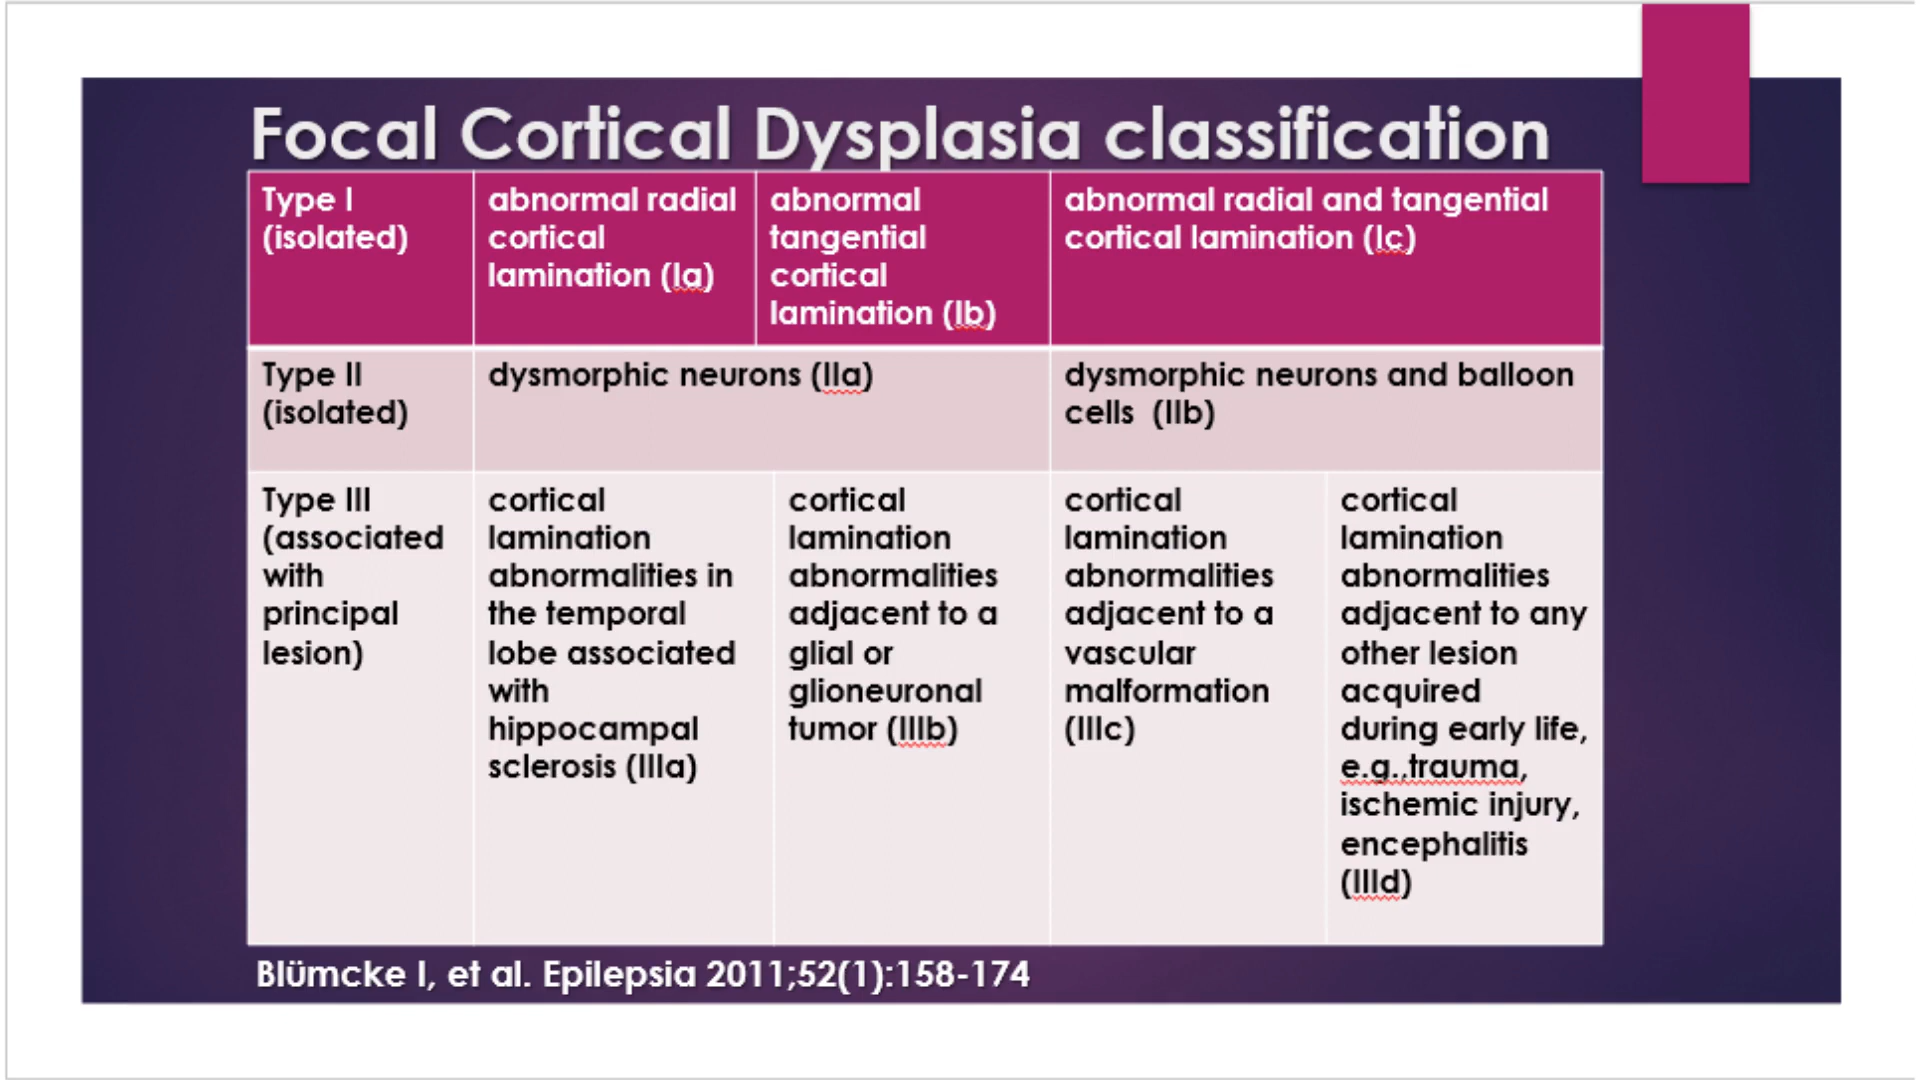 Focal Cortical Dysplasia classification
Type I
(isolated)
abnormal radial
cortical
lamination (Ia)
abnormal
tangential
cortical
lamination (Ib)
abnormal radial and tangential
cortical lamination (Ic)
Type II
(isolated)
dysmorphic neurons (IIa)
dysmorphic neurons and balloon
cells (IIb)
Type III
(associated
with
principal
lesion)
cortical
lamination
abnormalities in
the temporal
lobe associated
with
hippocampal
sclerosis (IIIa)
cortical
lamination
abnormalities
adjacent to a
glial or
glioneuronal
tumor (IIIb)
cortical
lamination
abnormalities
adjacent to a
vascular
malformation
(IIIc)
cortical
lamination
abnormalities
adjacent to any
other lesion
acquired
during early life,
e.g.,trauma,
ischemic injury,
encephalitis
(IIId)
Blümcke I, et al. Epilepsia 2011;52(1):158-174